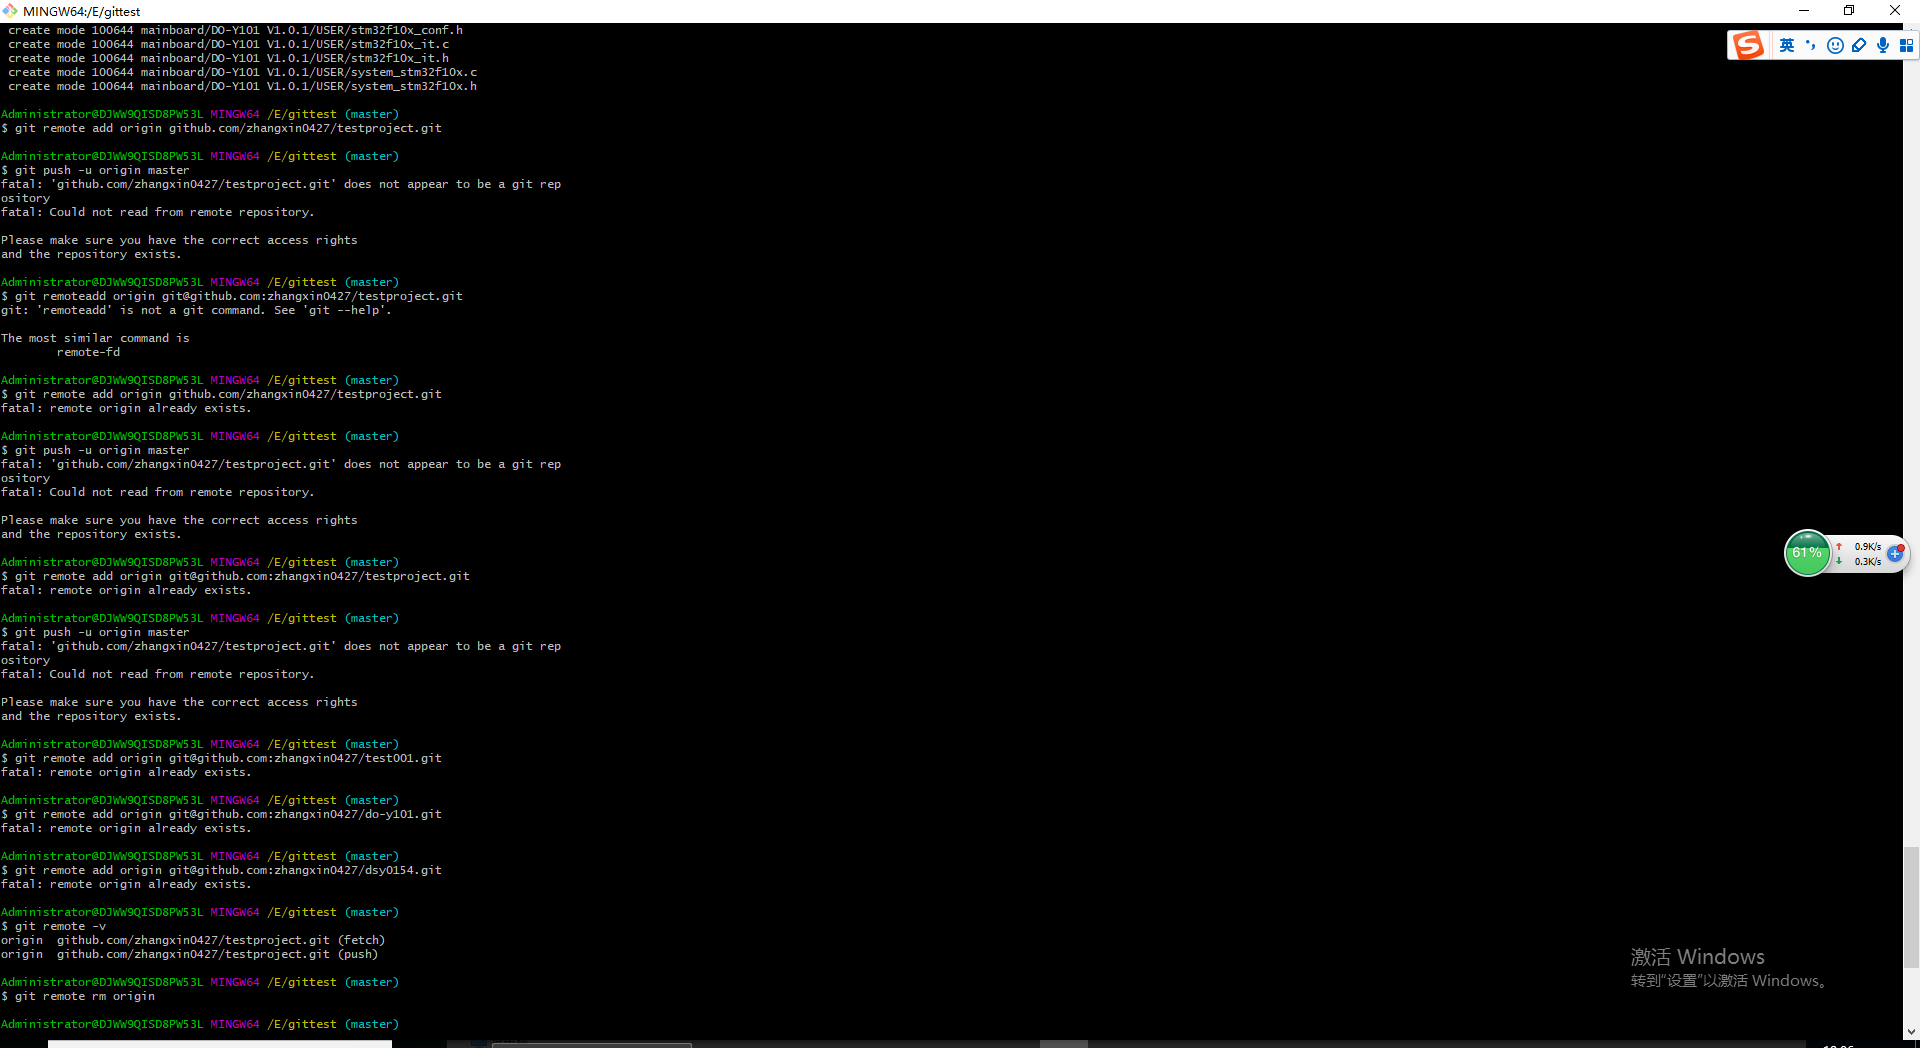 MINGW64:/E/gittest
create mode 100644 mainboard/DO-Y101 V1.0.1/USER/stm32f10x_conf.h
create mode 100644 mainboard/DO-Y101 V1.0.1/USER/stm32f10x_it.c
create mode 100644 mainboard/DO-Y101 V1.0.1/USER/stm32f10x_it.h
create mode 100644 mainboard/DO-Y101 V1.0.1/USER/system_stm32f10x.c
create mode 100644 mainboard/DO-Y101 V1.0.1/USER/system_stm32f10x.h
英
Administrator@DJWW9QISD8PW53L MINGW64 /E/gittest (master)
$ git remote add origin github.com/zhangxin0427/testproject.git
Administrator@DJWW9QISD8PW53L MINGW64 /E/gittest (master)
$ git push -u origin master
fatal: 'github.com/zhangxin0427/testproject.git' does not appear to be a git rep
ository
fatal: Could not read from remote repository.
Please make sure you have the correct access rights
and the repository exists.
Administrator@DJWW9QISD8PW53L MINGW64 /E/gittest (master)
$ git remoteadd origin git@github.com:zhangxin0427/testproject.git
git: 'remoteadd' is not a git command. See 'git --help'.
The most similar command is
remote-fd
Administrator@DJWW9QISD8PW53L MINGW64 /E/gittest (master)
$ git remote add origin github.com/zhangxin0427/testproject.git
fatal: remote origin already exists.
Administrator@DJWW9QISD8PW53L MINGW64 /E/gittest (master)
$ git push -u origin master
fatal: 'github.com/zhangxin0427/testproject.git' does not appear to be a git rep
ository
fatal: Could not read from remote repository.
Please make sure you have the correct access rights
and the repository exists.
61%
0.9K/s
0.3K/s
Administrator@DJWW9QISD8PW53L MINGW64 /E/gittest (master)
$ git remote add origin git@github.com:zhangxin0427/testproject.git
fatal: remote origin already exists.
Administrator@DJWW9QISD8PW53L MINGW64 /E/gittest (master)
$ git push -u origin master
fatal: 'github.com/zhangxin0427/testproject.git' does not appear to be a git rep
ository
fatal: Could not read from remote repository.
Please make sure you have the correct access rights
and the repository exists.
Administrator@DJWW9QISD8PW53L MINGW64 /E/gittest (master)
$ git remote add origin git@github.com:zhangxin0427/test001.git
fatal: remote origin already exists.
Administrator@DJWW9QISD8PW53L MINGW64 /E/gittest (master)
$ git remote add origin git@github.com:zhangxin0427/do-y101.git
fatal: remote origin already exists.
Administrator@DJWW9QISD8PW53L MINGW64 /E/gittest (master)
$ git remote add origin git@github.com:zhangxin0427/dsy0154.git
fatal: remote origin already exists.
Administrator@DJWW9QISD8PW53L MINGW64 /E/gittest (master)
$ git remote -v
origin github.com/zhangxin0427/testproject.git (fetch)
origin github.com/zhangxin0427/testproject.git (push)
激活 Windows
转到“设置”以激活 Windows。
Administrator@DJWW9QISD8PW53L MINGW64 /E/gittest (master)
$ git remote rm origin
Administrator@DJWW9QISD8PW53L MINGW64 /E/gittest (master)